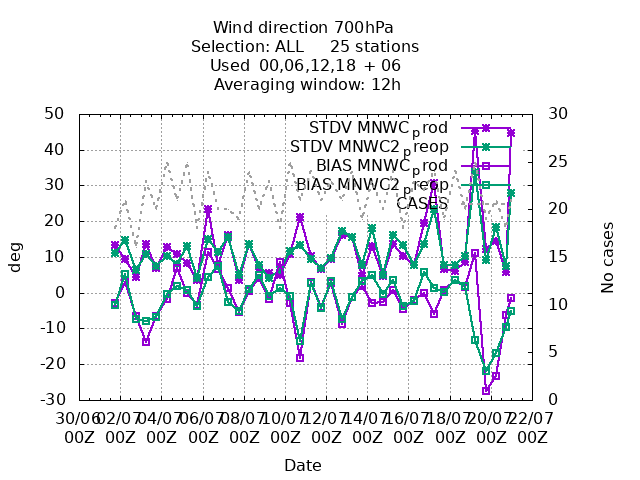 Wind direction 700hPa
Selection: ALL 25 stations
Used 00,06,12,18 + 06
Averaging window: 12h
50
40
30
20
10
0
-10
-20
-30
30
25
20
15
10
5
0
deg
No cases
STDV MNWC_prod
STDV MNWC2_preop
BIAS MNWC_prod
BIAS MNWC2_preop
CASES
30/06 02/07 04/07 06/07 08/07 10/07 12/07 14/07 16/07 18/07 20/07 22/07
00Z 00Z 00Z 00Z 00Z 00Z 00Z 00Z 00Z 00Z 00Z 00Z
Date